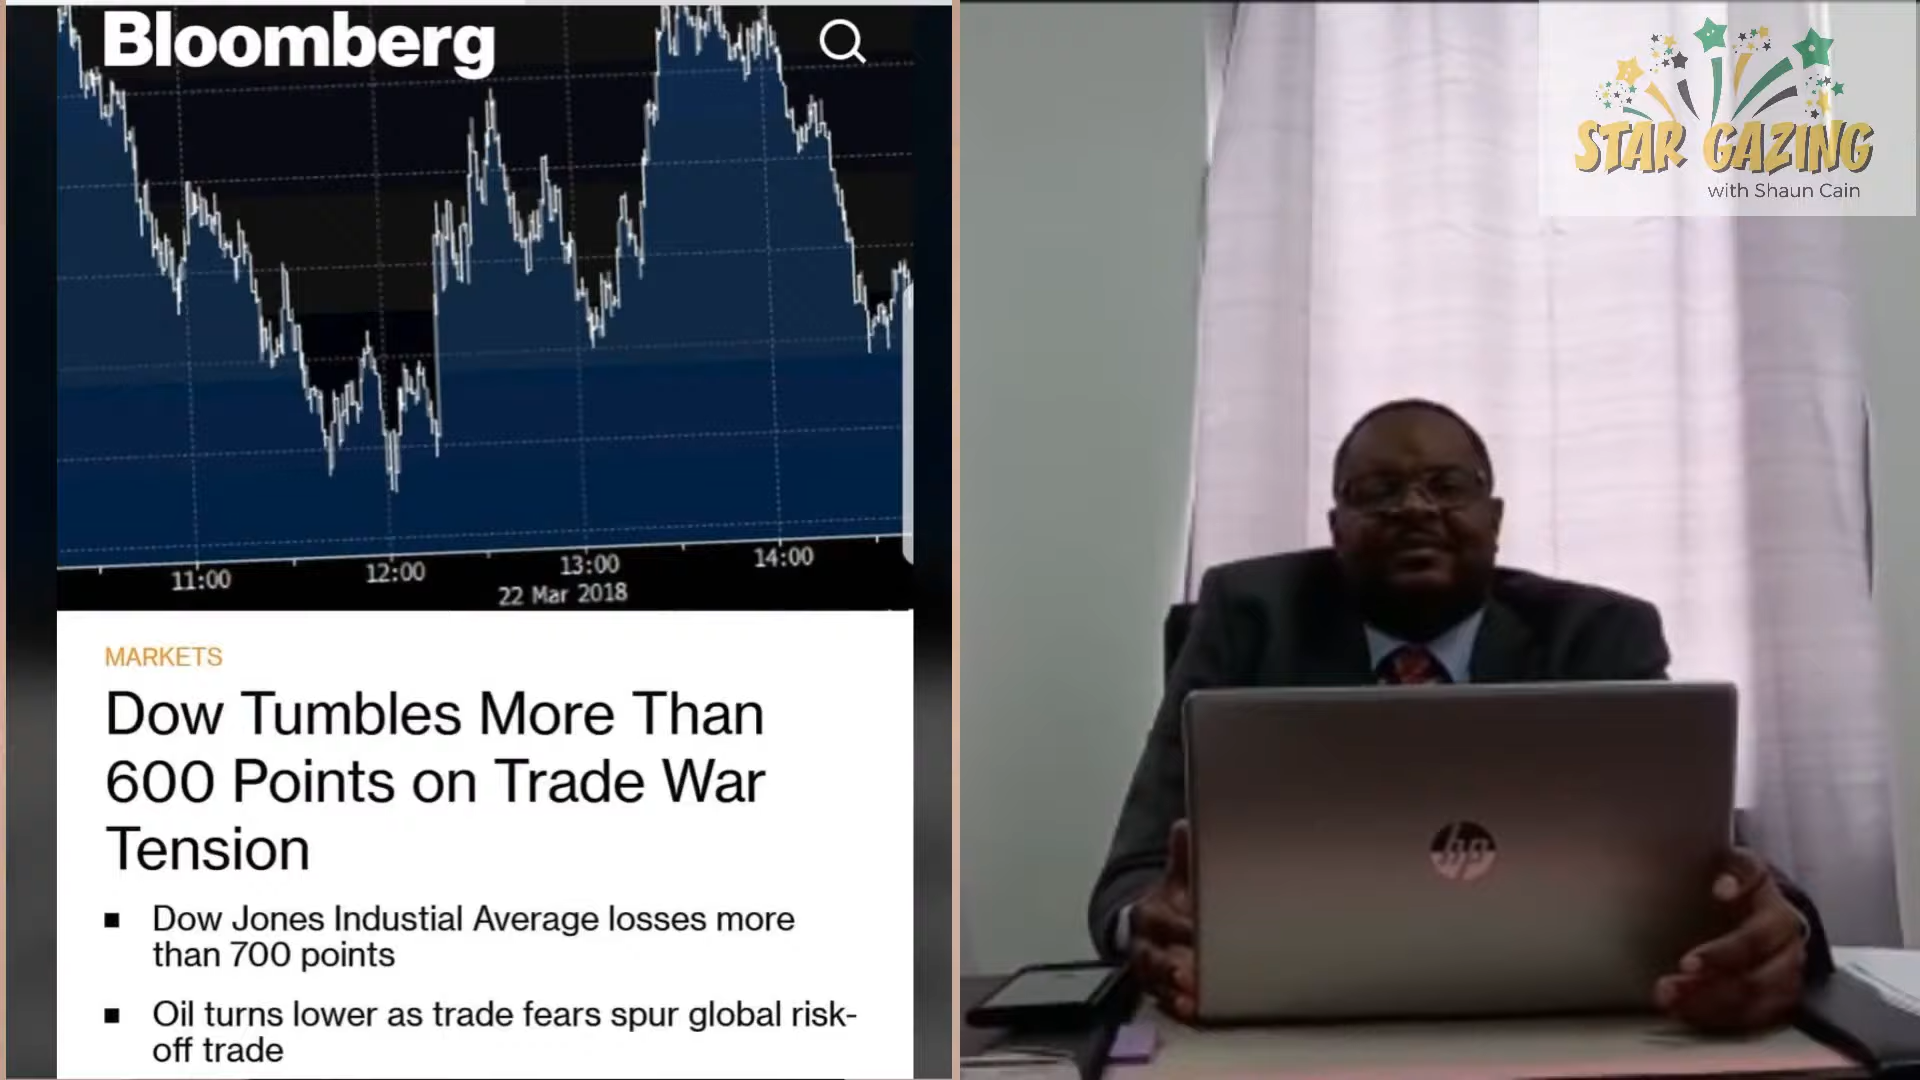 Bloomberg
11:00
12:00
13:00
14:00
22 Mar 2018
MARKETS
Dow Tumbles More Than
600 Points on Trade War
Tension
■ Dow Jones Industial Average losses more
than 700 points
■ Oil turns lower as trade fears spur global risk-
off trade
STAR GAZING
with Shaun Cain
hp